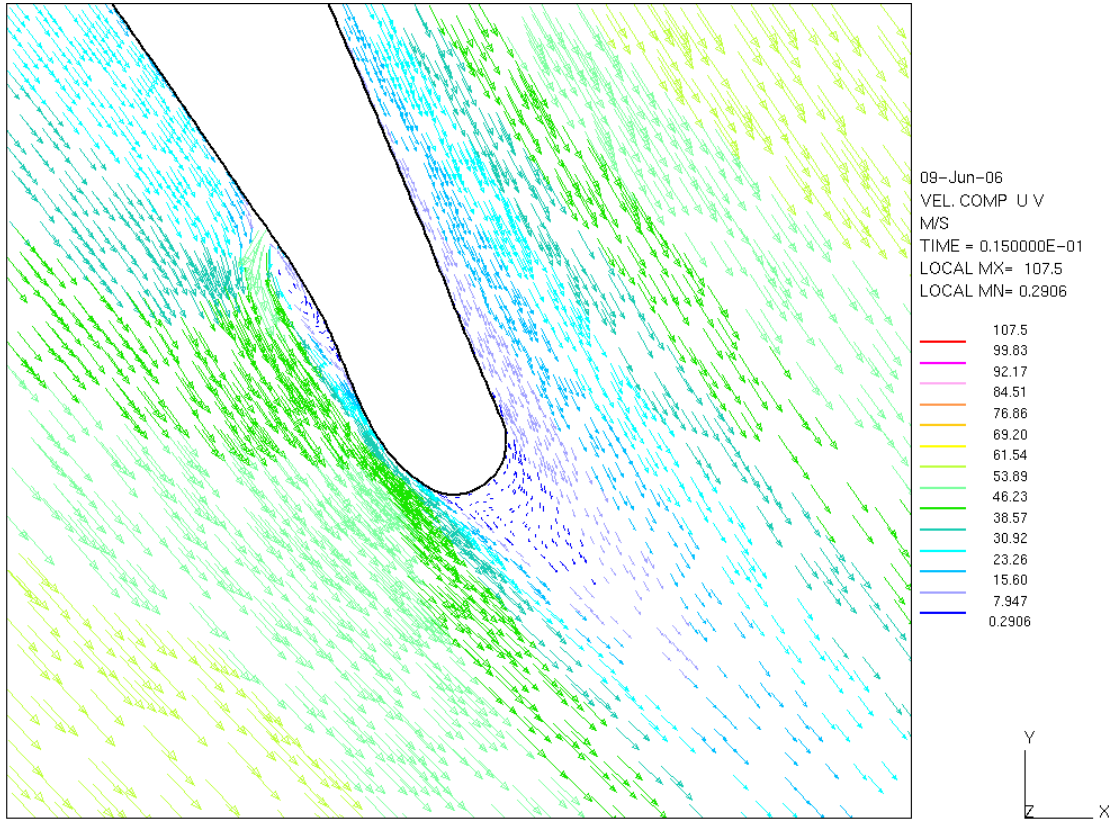 09-Jun-06
VEL. COMP U V
M/S
TIME = 0.150000E-01
LOCAL MX= 107.5
LOCAL MN= 0.2906
107.5
99.83
92.17
84.51
76.86
69.20
61.54
53.89
46.23
38.57
30.92
23.26
15.60
7.947
0.2906
Y
Z X